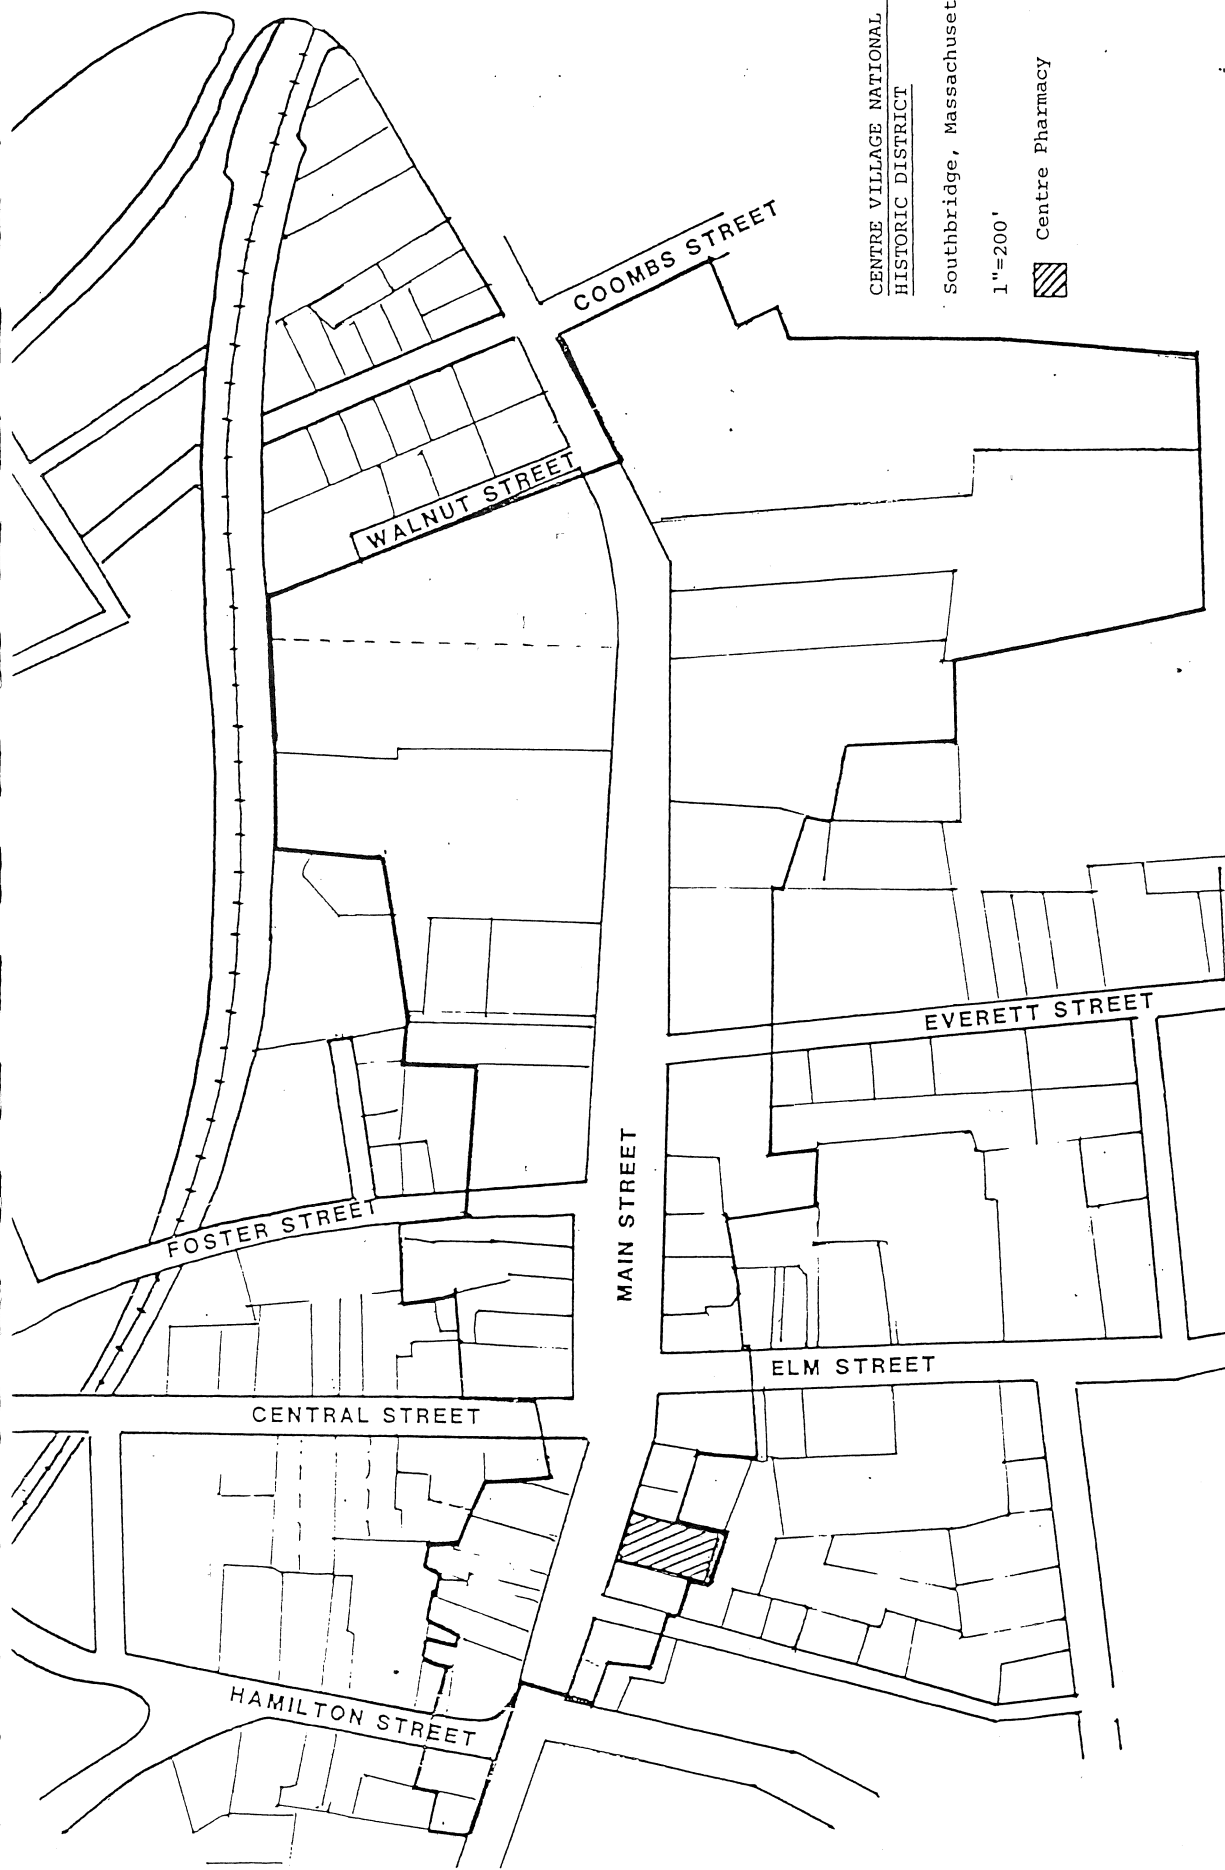 CENTRE VILLAGE NATIONAL
HISTORIC DISTRICT
Southbridge, Massachuset
1"=200'
Centre Pharmacy
COOMBS STREET
WALNUT STREET
EVERETT STREET
MAIN STREET
FOSTER STREET
ELM STREET
CENTRAL STREET
HAMILTON STREET